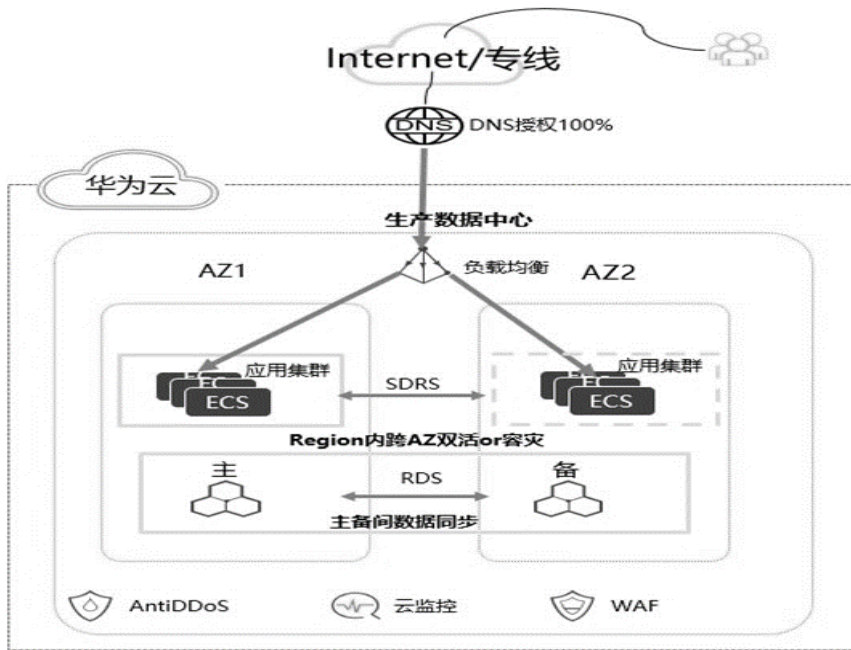 Internet/专线
DNS
DNS授权100%
华为云
生产数据中心
AZ1
负载均衡
AZ2
应用集群
ECS
ECS
SDRS
应用集群
ECS
ECS
Region内跨AZ双活or容灾
主
RDS
备
主备间数据同步
AntiDDoS
云监控
WAF